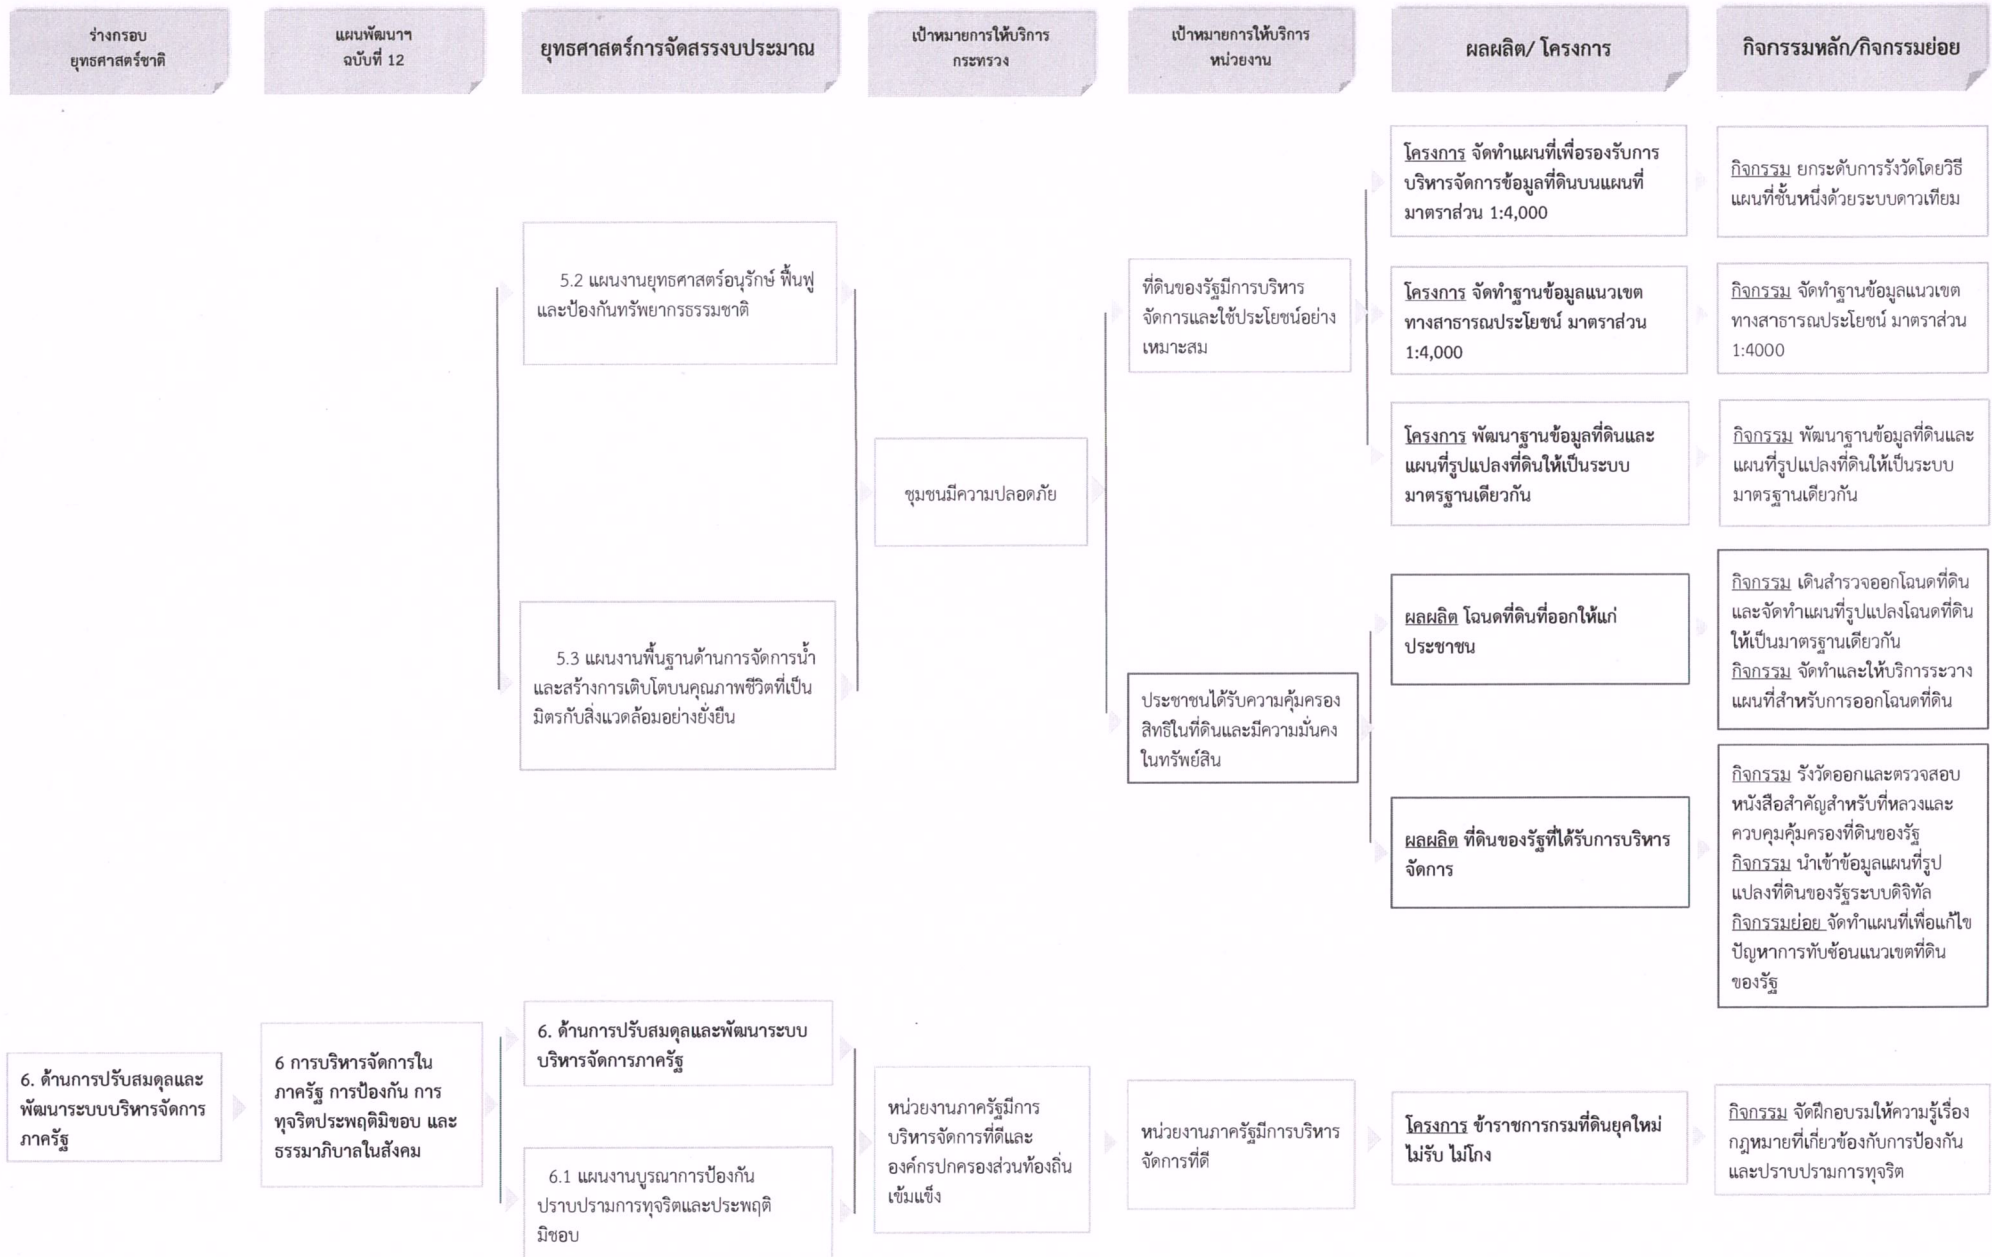 ร่างกรอบ
ยุทธศาสตร์ชาติ
แผนพัฒนาฯ
ฉบับที่ 12
ยุทธศาสตร์การจัดสรรงบประมาณ
เป้าหมายการให้บริการ
กระทรวง
เป้าหมายการให้บริการ
หน่วยงาน
ผลผลิต/ โครงการ
กิจกรรมหลัก/กิจกรรมย่อย
5.2 แผนงานยุทธศาสตร์อนุรักษ์ ฟื้นฟู
และป้องกันทรัพยากรธรรมชาติ
5.3 แผนงานพื้นฐานด้านการจัดการน้ำ
และสร้างการเติบโตบนคุณภาพชีวิตที่เป็น
มิตรกับสิ่งแวดล้อมอย่างยั่งยืน
ชุมชนมีความปลอดภัย
ที่ดินของรัฐมีการบริหาร
จัดการและใช้ประโยชน์อย่าง
เหมาะสม
โครงการ จัดทำแผนที่เพื่อรองรับการ
บริหารจัดการข้อมูลที่ดินบนแผนที่
มาตราส่วน 1:4,000
กิจกรรม ยกระดับการรังวัดโดยวิธี
แผนที่ชั้นหนึ่งด้วยระบบดาวเทียม
โครงการ จัดทำฐานข้อมูลแนวเขต
ทางสาธารณประโยชน์ มาตราส่วน
1:4,000
กิจกรรม จัดทำฐานข้อมูลแนวเขต
ทางสาธารณประโยชน์ มาตราส่วน
1:4000
โครงการ พัฒนาฐานข้อมูลที่ดินและ
แผนที่รูปแปลงที่ดินให้เป็นระบบ
มาตรฐานเดียวกัน
กิจกรรม พัฒนาฐานข้อมูลที่ดินและ
แผนที่รูปแปลงที่ดินให้เป็นระบบ
มาตรฐานเดียวกัน
ประชาชนได้รับความคุ้มครอง
สิทธิในที่ดินและมีความมั่นคง
ในทรัพย์สิน
ผลผลิต โฉนดที่ดินที่ออกให้แก่
ประชาชน
กิจกรรม เดินสำรวจออกโฉนดที่ดิน
และจัดทำแผนที่รูปแปลงโฉนดที่ดิน
ให้เป็นมาตรฐานเดียวกัน
กิจกรรม จัดทำและให้บริการระวาง
แผนที่สำหรับการออกโฉนดที่ดิน
ผลผลิต ที่ดินของรัฐที่ได้รับการบริหาร
จัดการ
กิจกรรม รังวัดออกและตรวจสอบ
หนังสือสำคัญสำหรับที่หลวงและ
ควบคุมคุ้มครองที่ดินของรัฐ
กิจกรรม นำเข้าข้อมูลแผนที่รูป
แปลงที่ดินของรัฐระบบดิจิทัล
กิจกรรมย่อย จัดทำแผนที่เพื่อแก้ไข
ปัญหาการทับซ้อนแนวเขตที่ดิน
ของรัฐ
6. ด้านการปรับสมดุลและ
พัฒนาระบบบริหารจัดการ
ภาครัฐ
6 การบริหารจัดการใน
ภาครัฐ การป้องกัน การ
ทุจริตประพฤติมิขอบ และ
ธรรมาภิบาลในสังคม
6. ด้านการปรับสมดุลและพัฒนาระบบ
บริหารจัดการภาครัฐ
6.1 แผนงานบูรณาการป้องกัน
ปราบปรามการทุจริตและประพฤติ
มิชอบ
หน่วยงานภาครัฐมีการ
บริหารจัดการที่ดีและ
องค์กรปกครองส่วนท้องถิ่น
เข้มแข็ง
หน่วยงานภาครัฐมีการบริหาร
จัดการที่ดี
โครงการ ข้าราชการกรมที่ดินยุคใหม่
ไม่รับ ไม่โกง
กิจกรรม จัดฝึกอบรมให้ความรู้เรื่อง
กฎหมายที่เกี่ยวข้องกับการป้องกัน
และปราบปรามการทุจริต